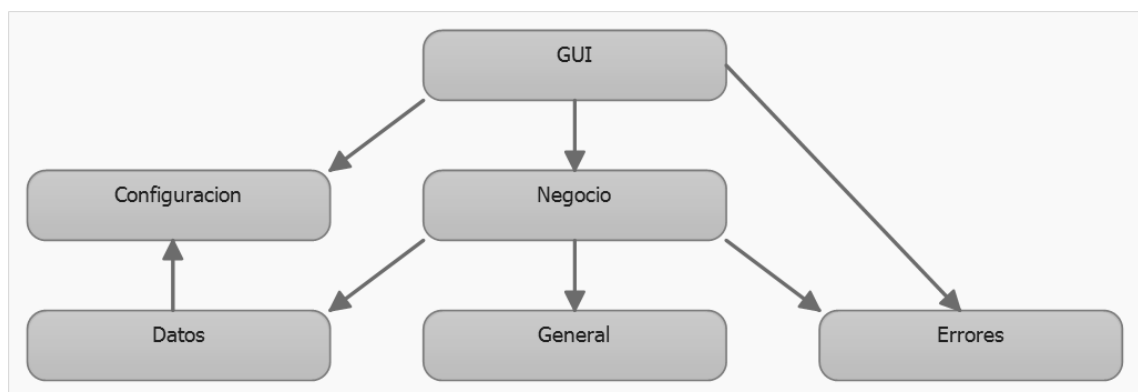 GUI
Configuracion
Negocio
Datos
General
Errores